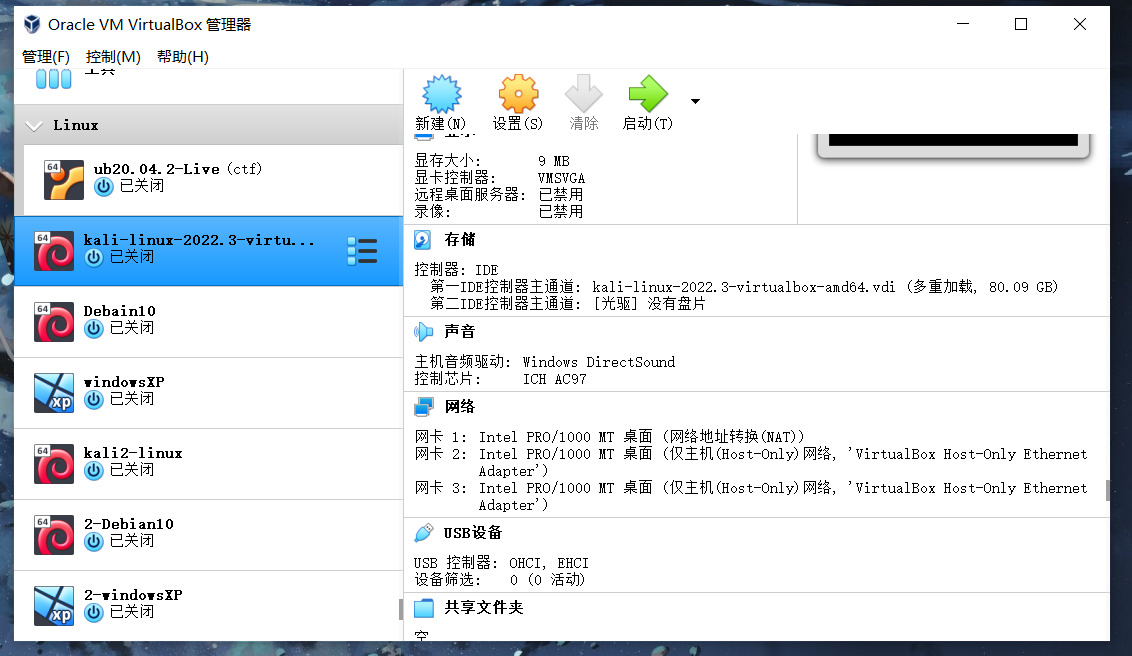 Oracle VM VirtualBox 管理器
管理(F) 控制(M) 帮助(H)
工具
Linux
64
ub20.04.2-Live (ctf)
已关闭
64
kali-linux-2022.3-virtu...
已关闭
64
Debain10
已关闭
xp
windowsXP
已关闭
64
kali2-linux
已关闭
64
2-Debian10
已关闭
xp
2-windowsXP
已关闭
新建(N) 设置(S) 清除 启动(T)
显示
显存大小: 9 MB
显卡控制器: VMSVGA
远程桌面服务器: 已禁用
录像: 已禁用
存储
控制器: IDE
第一IDE控制器主通道: kali-linux-2022.3-virtualbox-amd64.vdi (多重加载, 80.09 GB)
第二IDE控制器主通道: [光驱] 没有盘片
声音
主机音频驱动: Windows DirectSound
控制芯片: ICH AC97
网络
网卡 1: Intel PRO/1000 MT 桌面 (网络地址转换(NAT))
网卡 2: Intel PRO/1000 MT 桌面 (仅主机(Host-Only)网络, 'VirtualBox Host-Only Ethernet
Adapter')
网卡 3: Intel PRO/1000 MT 桌面 (仅主机(Host-Only)网络, 'VirtualBox Host-Only Ethernet
Adapter')
USB设备
USB 控制器: OHCI, EHCI
设备筛选: 0 (0 活动)
共享文件夹
空